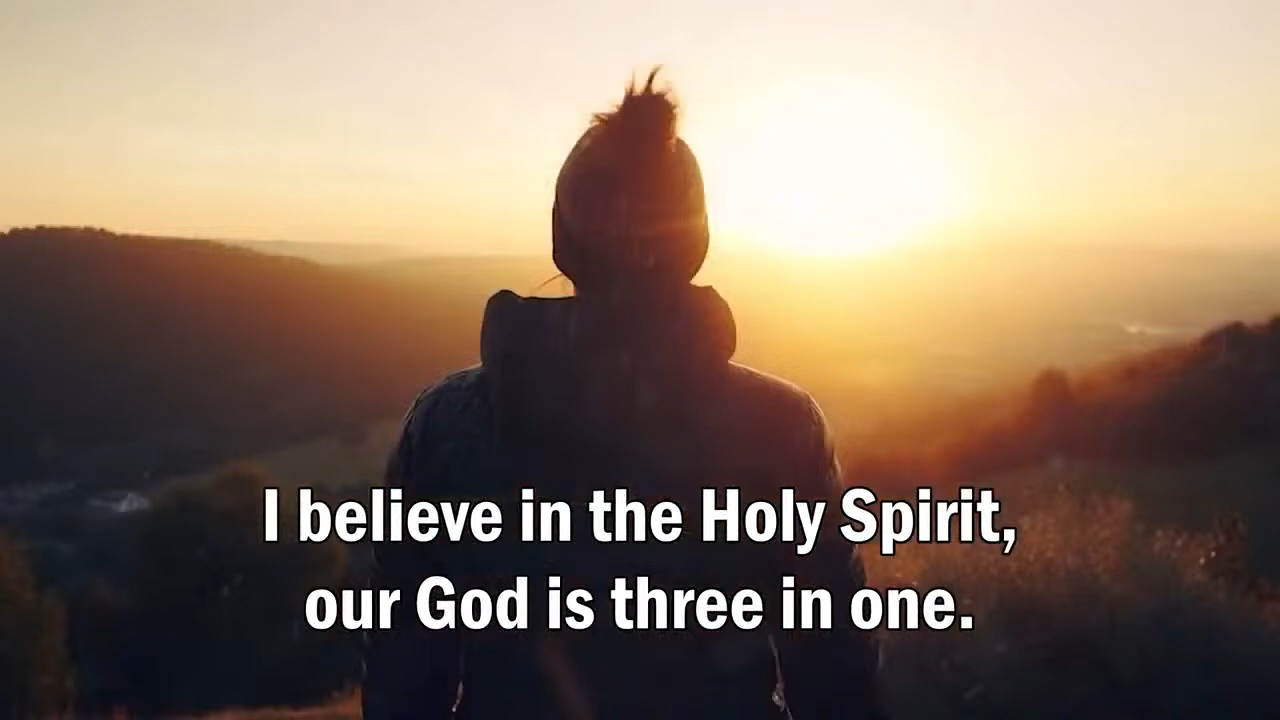 I believe in the Holy Spirit,
our God is three in one.